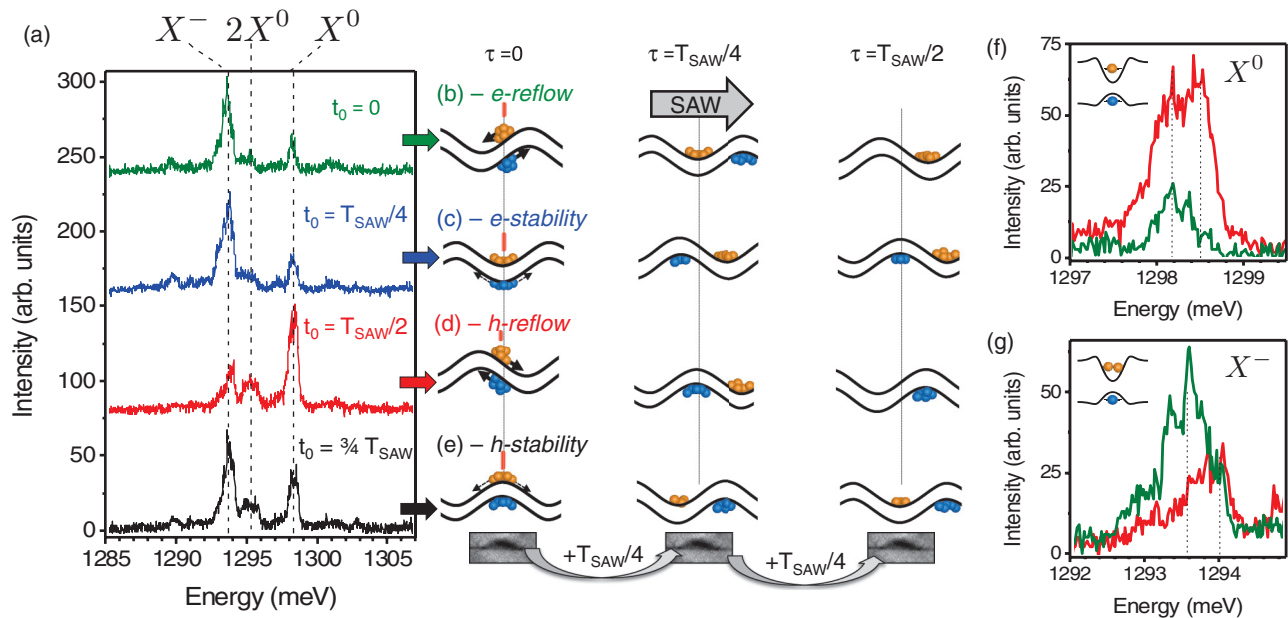 (a)
X⁻ 2X⁰ X⁰
Intensity (arb. units)
300
250
200
150
100
50
0
1285 1290 1295 1300 1305
Energy (meV)
t₀ = 0
t₀ = T_SAW/4
t₀ = T_SAW/2
t₀ = ¾ T_SAW
τ=0 τ=T_SAW/4 τ=T_SAW/2
SAW
(b) – e-reflow
(c) – e-stability
(d) – h-reflow
(e) – h-stability
+T_SAW/4 +T_SAW/4
(f)
X⁰
Intensity (arb. units)
75
50
25
0
1297 1298 1299
Energy (meV)
(g)
X⁻
Intensity (arb. units)
50
25
0
1292 1293 1294
Energy (meV)